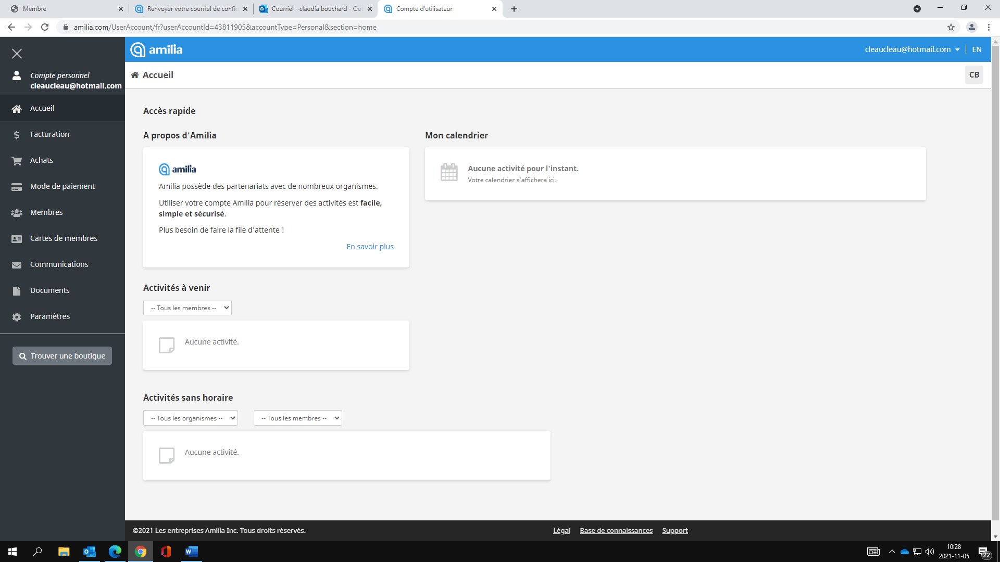 Membre
Renvoyer votre courriel de confir
Courriel - claudia bouchard - Out
Compte d'utilisateur
amilia.com/UserAccount/fr?userAccountId=43811905&accountType=Personal&section=home
amilia
cleaucleau@hotmail.com
EN
Compte personnel
cleaucleau@hotmail.com
Accueil
CB
Accueil
Facturation
Achats
Mode de paiement
Membres
Cartes de membres
Communications
Documents
Paramètres
Trouver une boutique
Accès rapide
A propos d'Amilia
amilia
Amilia possède des partenariats avec de nombreux organismes.
Utiliser votre compte Amilia pour réserver des activités est facile,
simple et sécurisé.
Plus besoin de faire la file d'attente !
En savoir plus
Mon calendrier
Aucune activité pour l'instant.
Votre calendrier s'affichera ici.
Activités à venir
-- Tous les membres --
Aucune activité.
Activités sans horaire
-- Tous les organismes --
-- Tous les membres --
Aucune activité.
©2021 Les entreprises Amilia Inc. Tous droits réservés.
Légal
Base de connaissances
Support
10:28
2021-11-05
22